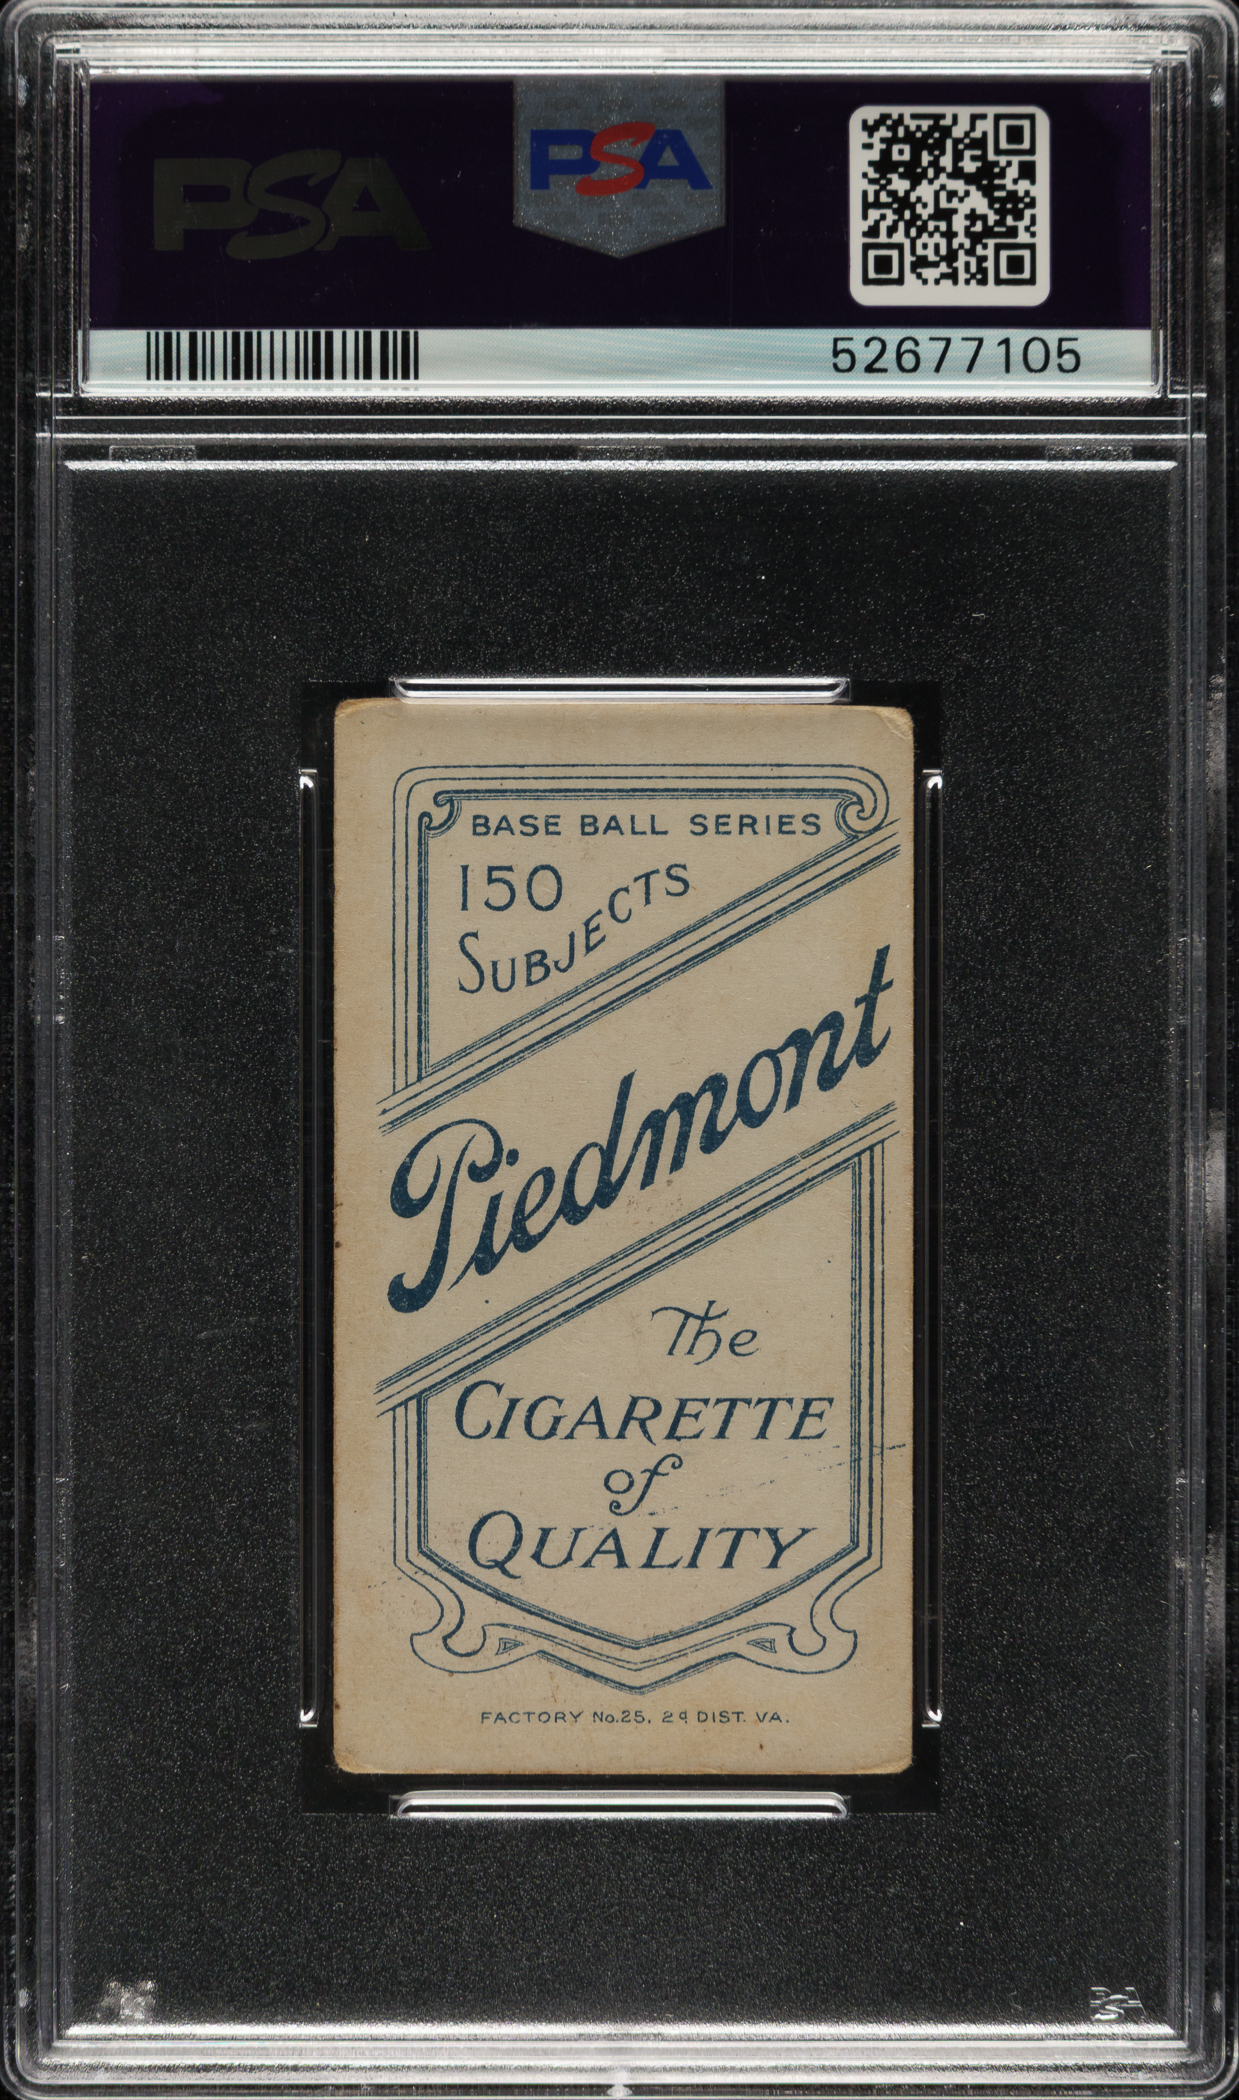 PSA
PSA
52677105
BASE BALL SERIES
150
SUBJECTS
Piedmont
The
CIGARETTE
of
QUALITY
FACTORY No.25, 2d DIST. VA.
PSA